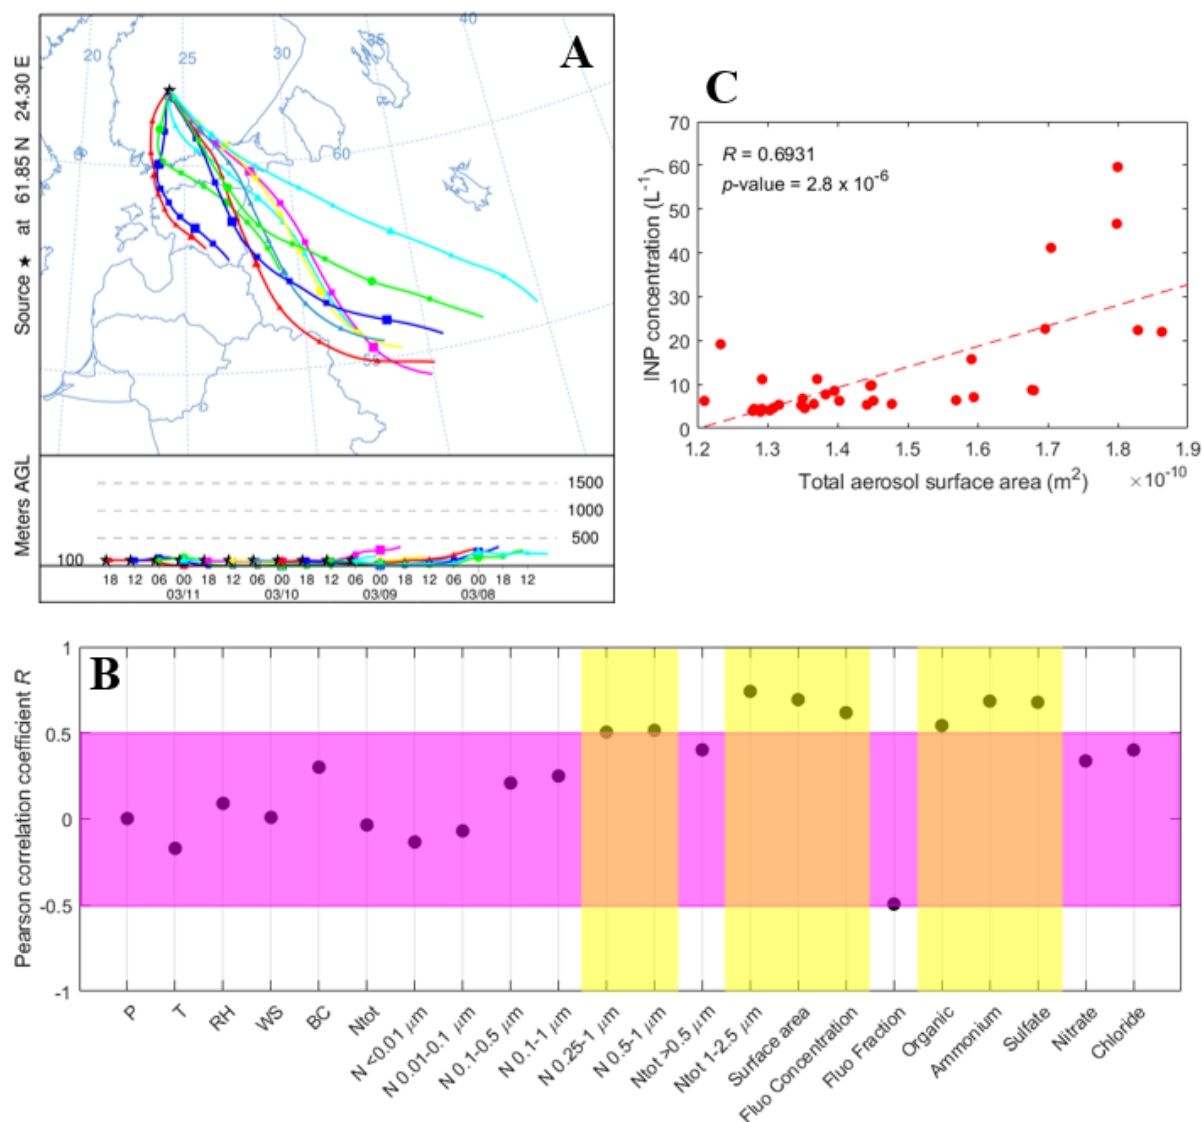 A
20
25
30
35
40
60
50
Source ★ at 61.85 N 24.30 E
Meters AGL
1500
1000
500
100
18 12 06 00 18 12 06 00 18 12 06 00 18 12 06 00 18 12
03/11 03/10 03/09 03/08
C
R = 0.6931
p-value = 2.8 x 10⁻⁶
INP concentration (L⁻¹)
70
60
50
40
30
20
10
0
1.2 1.3 1.4 1.5 1.6 1.7 1.8 1.9
Total aerosol surface area (m²)
×10⁻¹⁰
B
Pearson correlation coefficient R
1
0.5
0
-0.5
-1
P
T
RH
WS
BC
Ntot
N <0.01 μm
N 0.01-0.1 μm
N 0.1-0.5 μm
N 0.1-1 μm
N 0.25-1 μm
N 0.5-1 μm
Ntot >0.5 μm
Ntot 1-2.5 μm
Surface area
Fluo Concentration
Fluo Fraction
Organic
Ammonium
Sulfate
Nitrate
Chloride